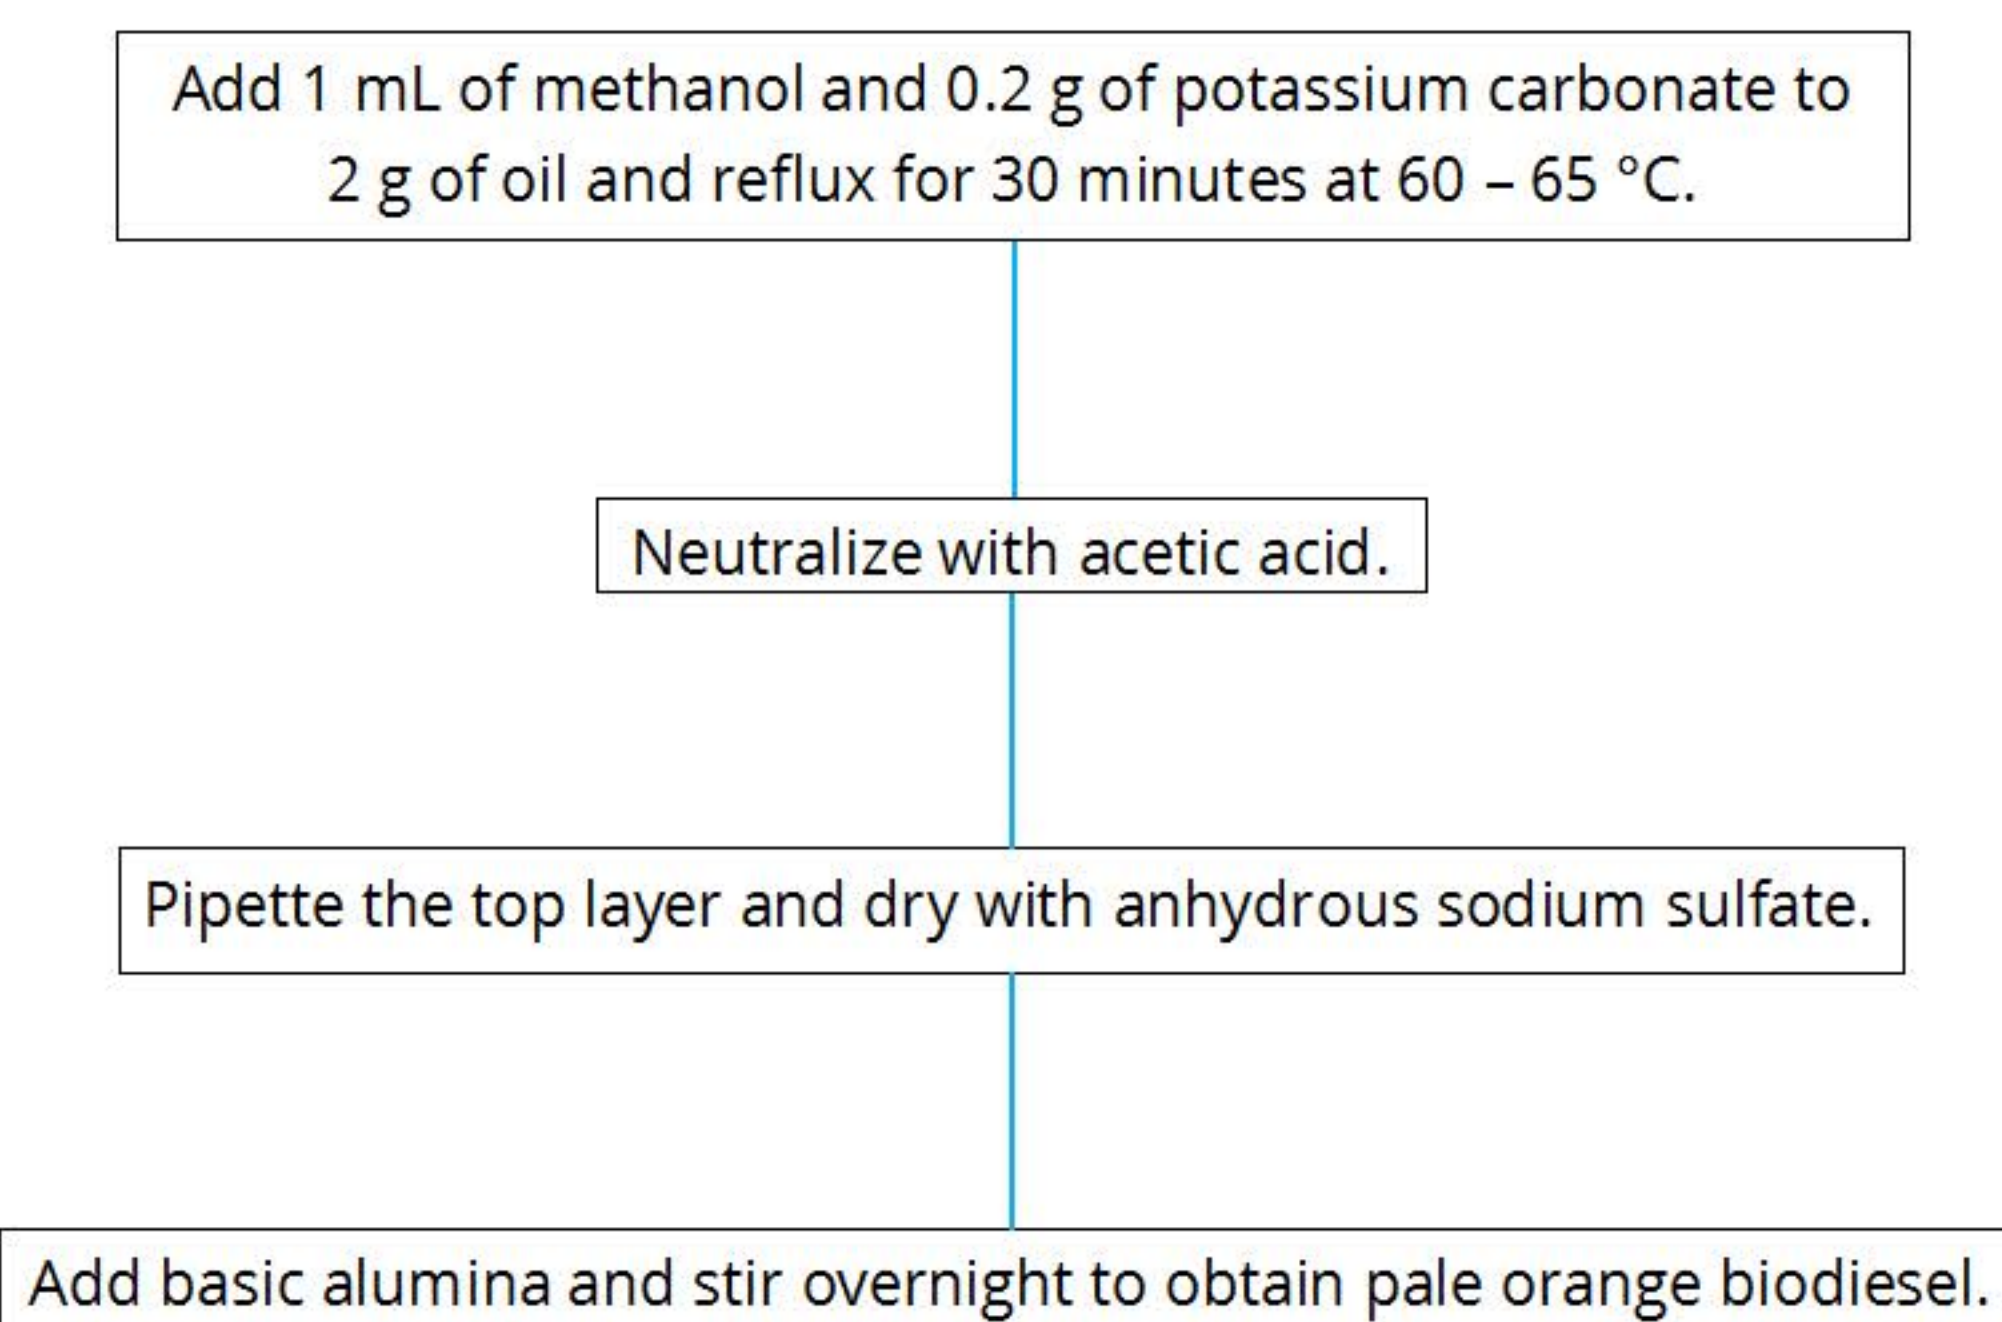 Add 1 mL of methanol and 0.2 g of potassium carbonate to
2 g of oil and reflux for 30 minutes at 60 – 65 °C.
Neutralize with acetic acid.
Pipette the top layer and dry with anhydrous sodium sulfate.
Add basic alumina and stir overnight to obtain pale orange biodiesel.